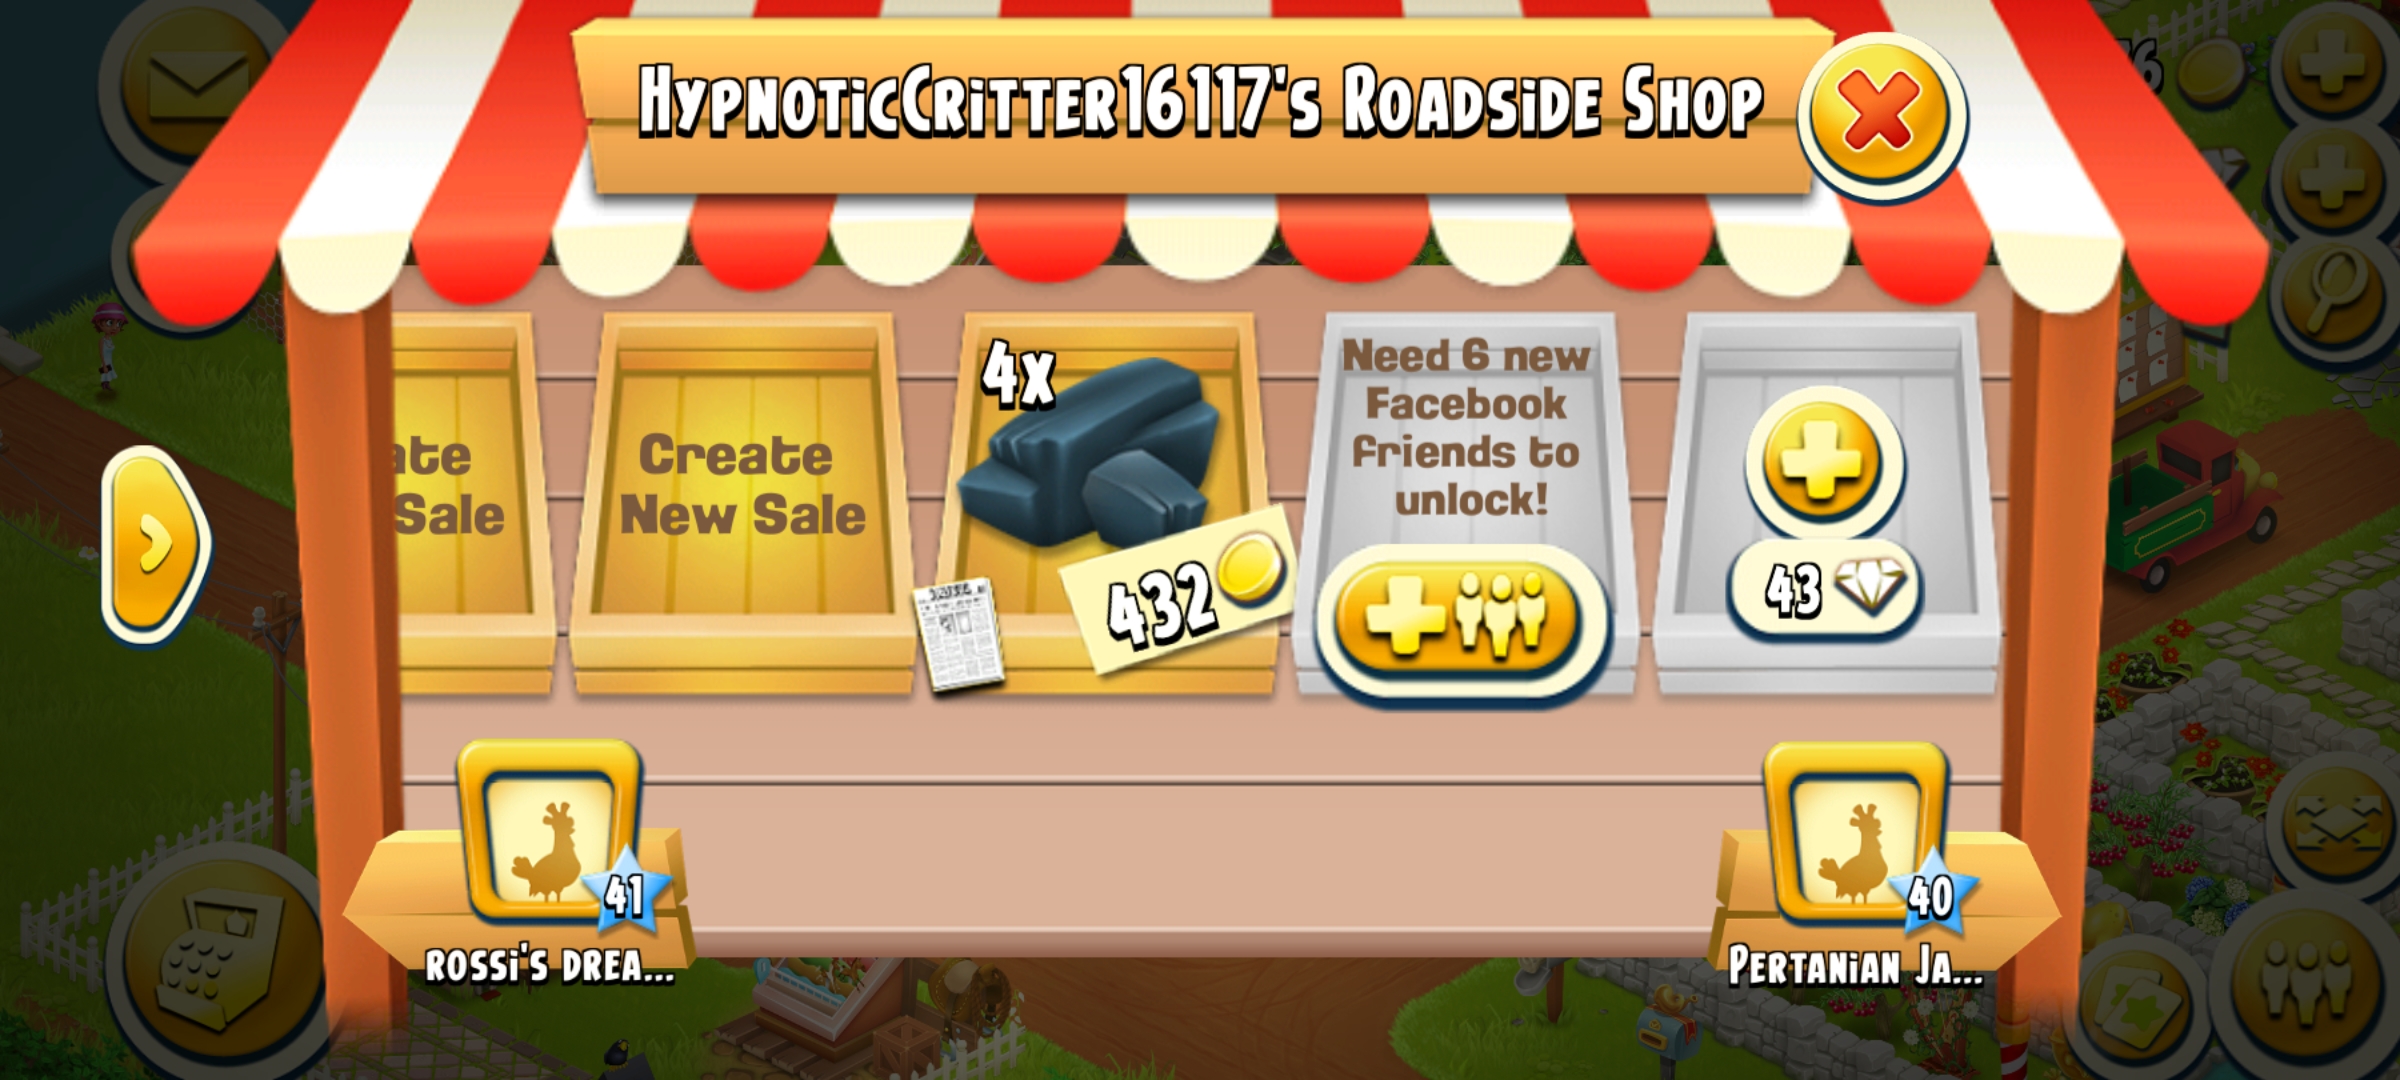 HypnoticCritter16117's Roadside Shop
ate
Sale
Create
New Sale
4x
432
Need 6 new
Facebook
friends to
unlock!
43
41
Rossi's Drea...
40
Pertanian Ja...